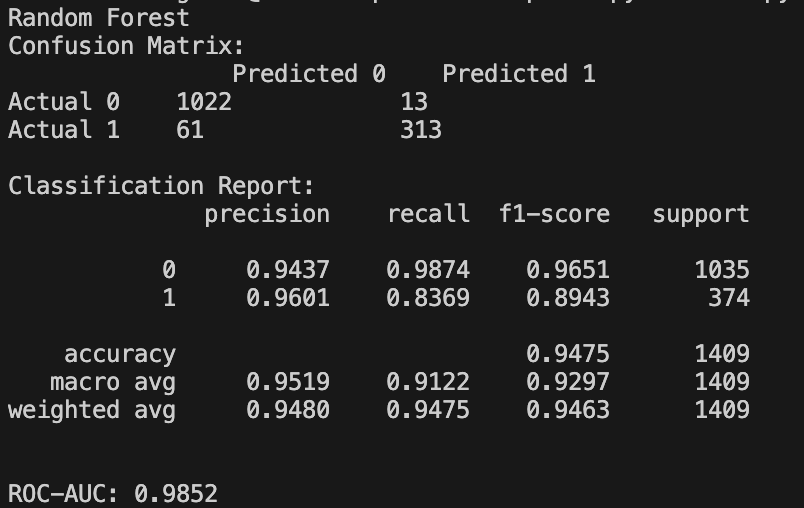 Random Forest
Confusion Matrix:
Predicted 0 Predicted 1
Actual 0 1022 13
Actual 1 61 313
Classification Report:
precision recall f1-score support
0 0.9437 0.9874 0.9651 1035
1 0.9601 0.8369 0.8943 374
accuracy 0.9475 1409
macro avg 0.9519 0.9122 0.9297 1409
weighted avg 0.9480 0.9475 0.9463 1409
ROC-AUC: 0.9852